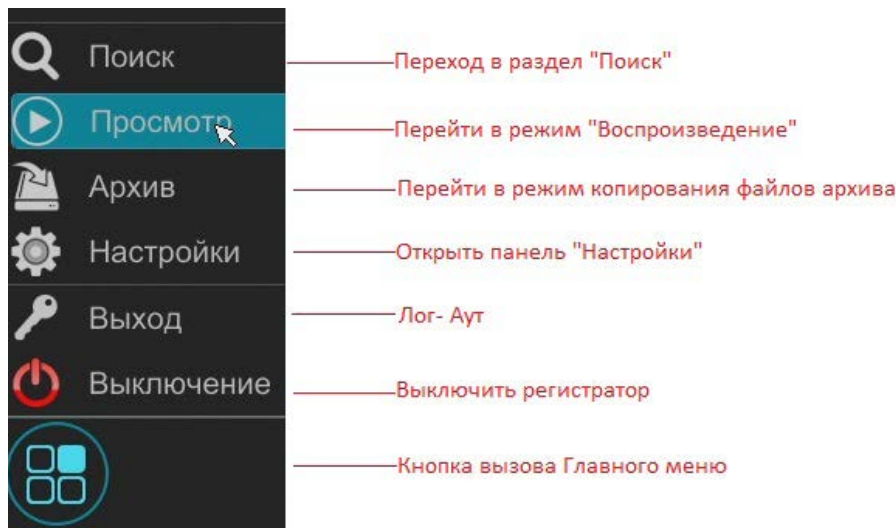 Поиск Переход в раздел "Поиск"
Просмотр Перейти в режим "Воспроизведение"
Архив Перейти в режим копирования файлов архива
Настройки Открыть панель "Настройки"
Выход Лог- Аут
Выключение Выключить регистратор
Кнопка вызова Главного меню